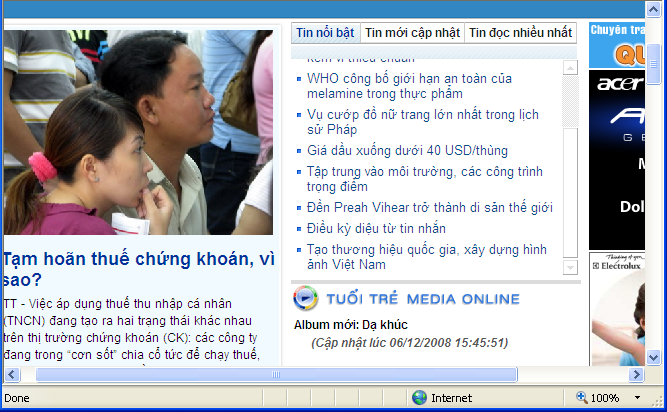 Tin nổi bật
Tin mới cập nhật
Tin đọc nhiều nhất
WHO công bố giới hạn an toàn của
melamine trong thực phẩm
Vụ cướp đồ nữ trang lớn nhất trong lịch
sử Pháp
Giá dầu xuống dưới 40 USD/thùng
Tập trung vào môi trường, các công trình
trọng điểm
Đền Preah Vihear trở thành di sản thế giới
Điều kỳ diệu từ tin nhắn
Tạo thương hiệu quốc gia, xây dựng hình
ảnh Việt Nam
TUỔI TRẺ MEDIA ONLINE
Album mới: Dạ khúc
(Cập nhật lúc 06/12/2008 15:45:51)
Tạm hoãn thuế chứng khoán, vì
sao?
TT - Việc áp dụng thuế thu nhập cá nhân
(TNCN) đang tạo ra hai trạng thái khác nhau
trên thị trường chứng khoán (CK): các công ty
đang trong “cơn sốt” chia cổ tức để chạy thuế,
Chuyên tra
QU
acer
A
G E
M
Dol
Thinking of you
Electrolux
Done
Internet
100%